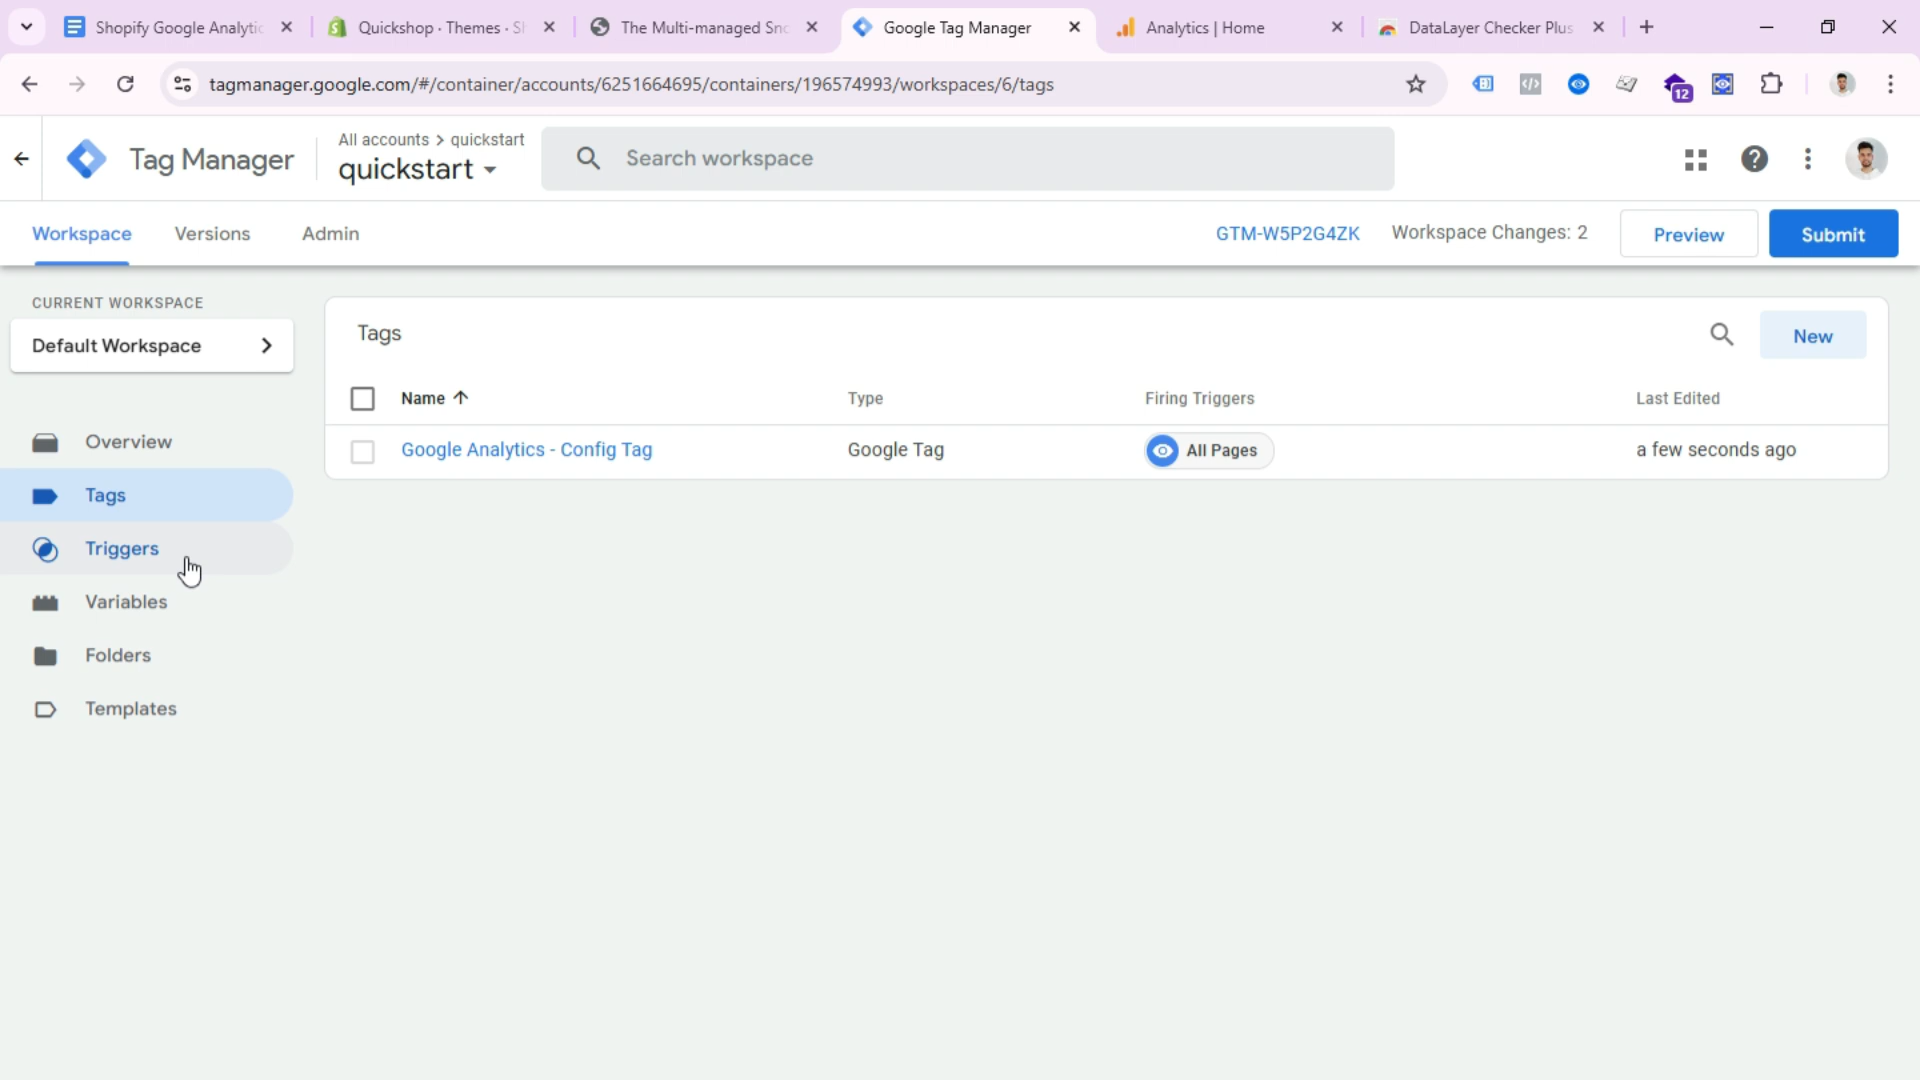 Shopify Google Analytic
Quickshop · Themes · Sh
The Multi-managed Sno
Google Tag Manager
Analytics | Home
DataLayer Checker Plus
tagmanager.google.com/#/container/accounts/6251664695/containers/196574993/workspaces/6/tags
12
Tag Manager
All accounts > quickstart
quickstart
Search workspace
Workspace
Versions
Admin
GTM-W5P2G4ZK
Workspace Changes: 2
Preview
Submit
CURRENT WORKSPACE
Default Workspace
Overview
Tags
Triggers
Variables
Folders
Templates
Tags
New
Name
Type
Firing Triggers
Last Edited
Google Analytics - Config Tag
Google Tag
All Pages
a few seconds ago